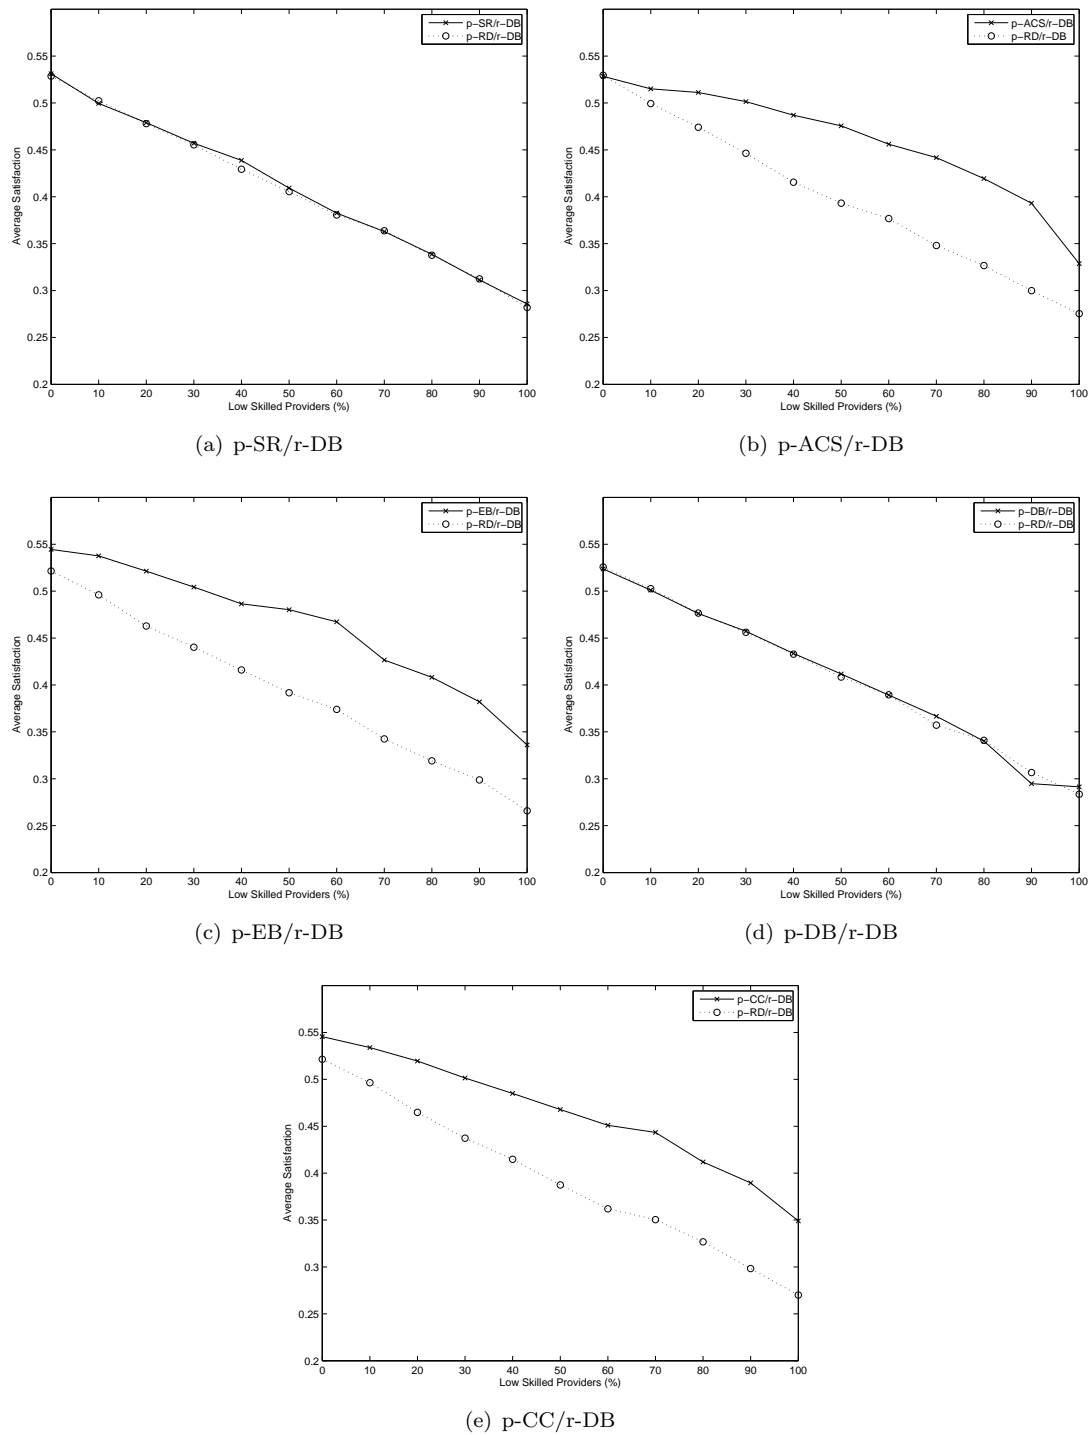 p-SR/r-DB
p-RD/r-DB
0.55
0.5
0.45
0.4
0.35
0.3
0.25
0.2
Average Satisfaction
0 10 20 30 40 50 60 70 80 90 100
Low Skilled Providers (%)
(a) p-SR/r-DB
p-ACS/r-DB
p-RD/r-DB
0.55
0.5
0.45
0.4
0.35
0.3
0.25
0.2
Average Satisfaction
0 10 20 30 40 50 60 70 80 90 100
Low Skilled Providers (%)
(b) p-ACS/r-DB
p-EB/r-DB
p-RD/r-DB
0.55
0.5
0.45
0.4
0.35
0.3
0.25
0.2
Average Satisfaction
0 10 20 30 40 50 60 70 80 90 100
Low Skilled Providers (%)
(c) p-EB/r-DB
p-DB/r-DB
p-RD/r-DB
0.55
0.5
0.45
0.4
0.35
0.3
0.25
0.2
Average Satisfaction
0 10 20 30 40 50 60 70 80 90 100
Low Skilled Providers (%)
(d) p-DB/r-DB
p-CC/r-DB
p-RD/r-DB
0.55
0.5
0.45
0.4
0.35
0.3
0.25
0.2
Average Satisfaction
0 10 20 30 40 50 60 70 80 90 100
Low Skilled Providers (%)
(e) p-CC/r-DB